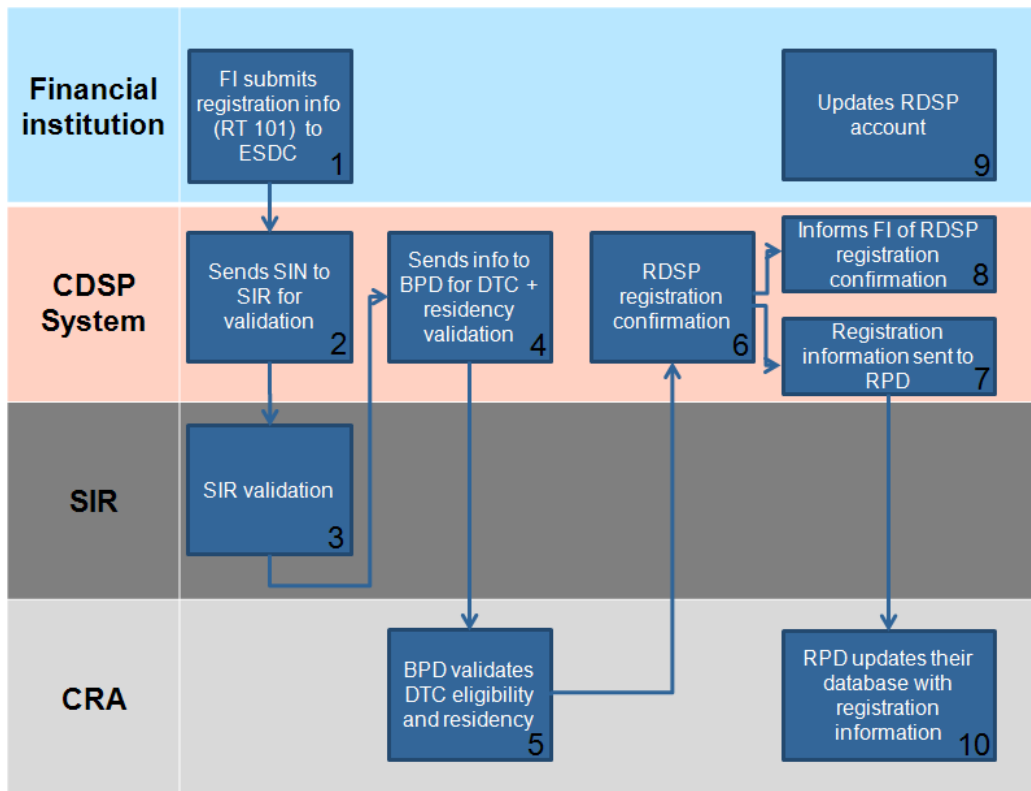 Financial
institution
FI submits
registration info
(RT 101) to
ESDC
1
Updates RDSP
account
9
CDSP
System
Sends SIN to
SIR for
validation
2
Sends info to
BPD for DTC +
residency
validation
4
RDSP
registration
confirmation
6
Informs FI of RDSP
registration
confirmation
8
Registration
information sent to
RPD
7
SIR
SIR validation
3
CRA
BPD validates
DTC eligibility
and residency
5
RPD updates their
database with
registration
information
10